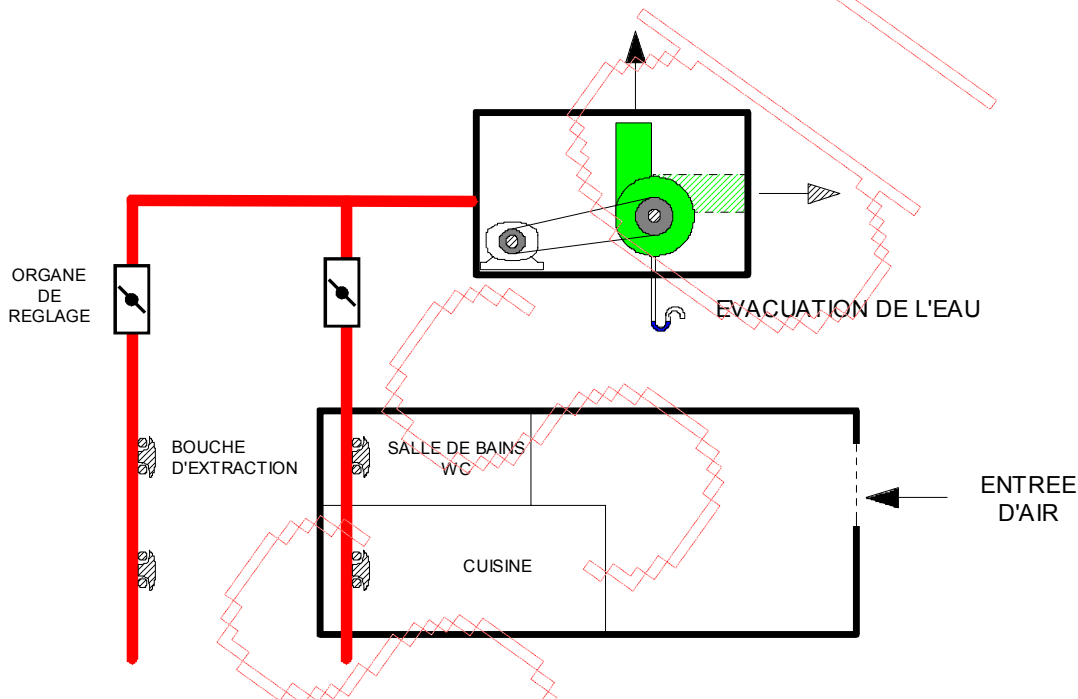 ORGANE
DE
REGLAGE
EVACUATION DE L'EAU
BOUCHE
D'EXTRACTION
SALLE DE BAINS
WC
ENTREE
D'AIR
CUISINE